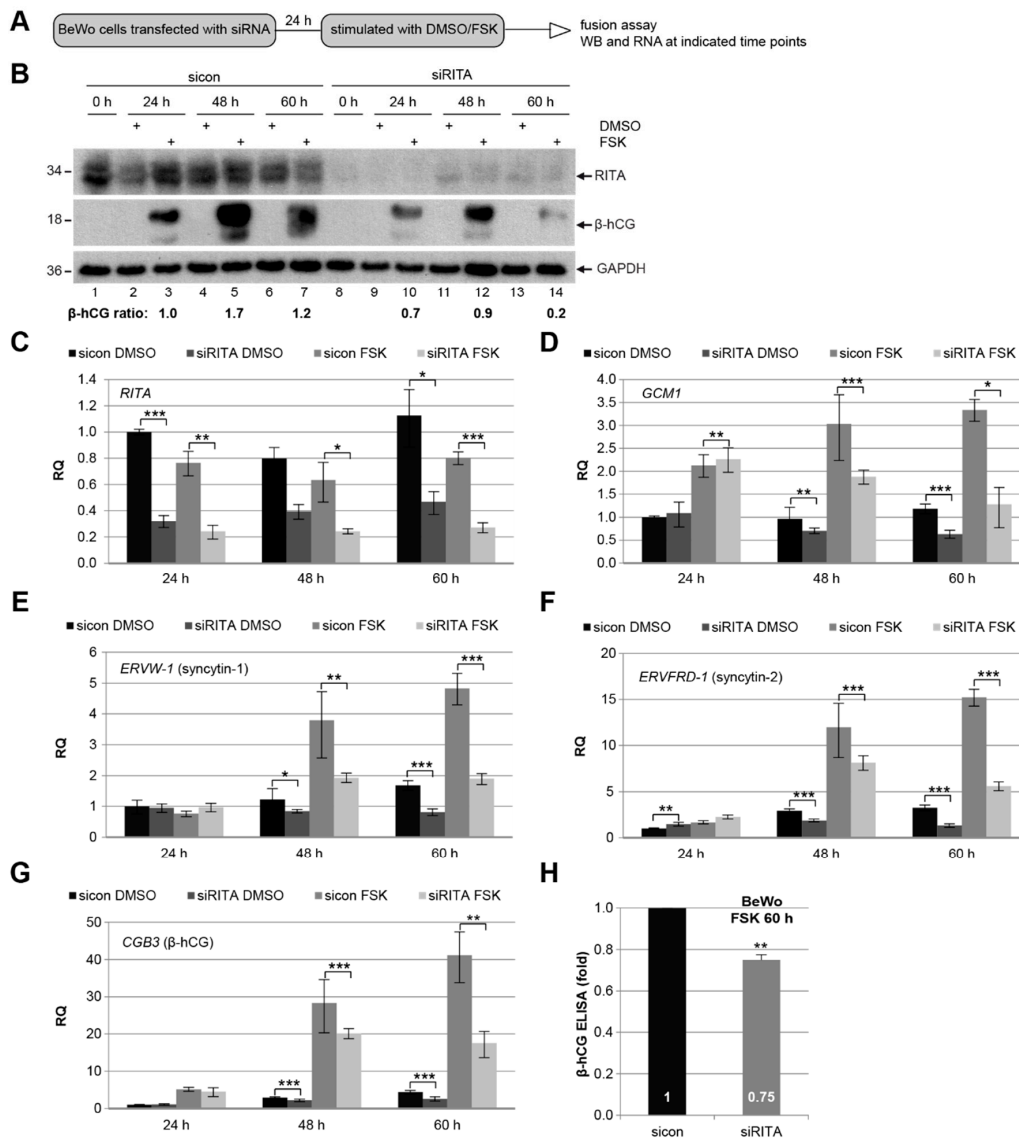 A
BeWo cells transfected with siRNA
24 h
stimulated with DMSO/FSK
fusion assay
WB and RNA at indicated time points
B
sicon siRITA
0 h 24 h 48 h 60 h 0 h 24 h 48 h 60 h
+ + + + + + DMSO
+ + + + + + FSK
34 RITA
18 β-hCG
36 GAPDH
1 2 3 4 5 6 7 8 9 10 11 12 13 14
β-hCG ratio: 1.0 1.7 1.2 0.7 0.9 0.2
C
sicon DMSO siRITA DMSO sicon FSK siRITA FSK
RITA
RQ
1.4
1.2
1.0
0.8
0.6
0.4
0.2
0.0
*** ** * * ***
24 h 48 h 60 h
D
sicon DMSO siRITA DMSO sicon FSK siRITA FSK
GCM1
RQ
4.0
3.5
3.0
2.5
2.0
1.5
1.0
0.5
0.0
** ** *** *** *
24 h 48 h 60 h
E
sicon DMSO siRITA DMSO sicon FSK siRITA FSK
ERVW-1 (syncytin-1)
RQ
6
5
4
3
2
1
0
* ** *** ***
24 h 48 h 60 h
F
sicon DMSO siRITA DMSO sicon FSK siRITA FSK
ERVFRD-1 (syncytin-2)
RQ
20
15
10
5
0
** *** *** *** ***
24 h 48 h 60 h
G
sicon DMSO siRITA DMSO sicon FSK siRITA FSK
CGB3 (β-hCG)
RQ
50
40
30
20
10
0
*** *** *** **
24 h 48 h 60 h
H
BeWo
FSK 60 h
β-hCG ELISA (fold)
1.0
0.8
0.6
0.4
0.2
0.0
**
1 0.75
sicon siRITA